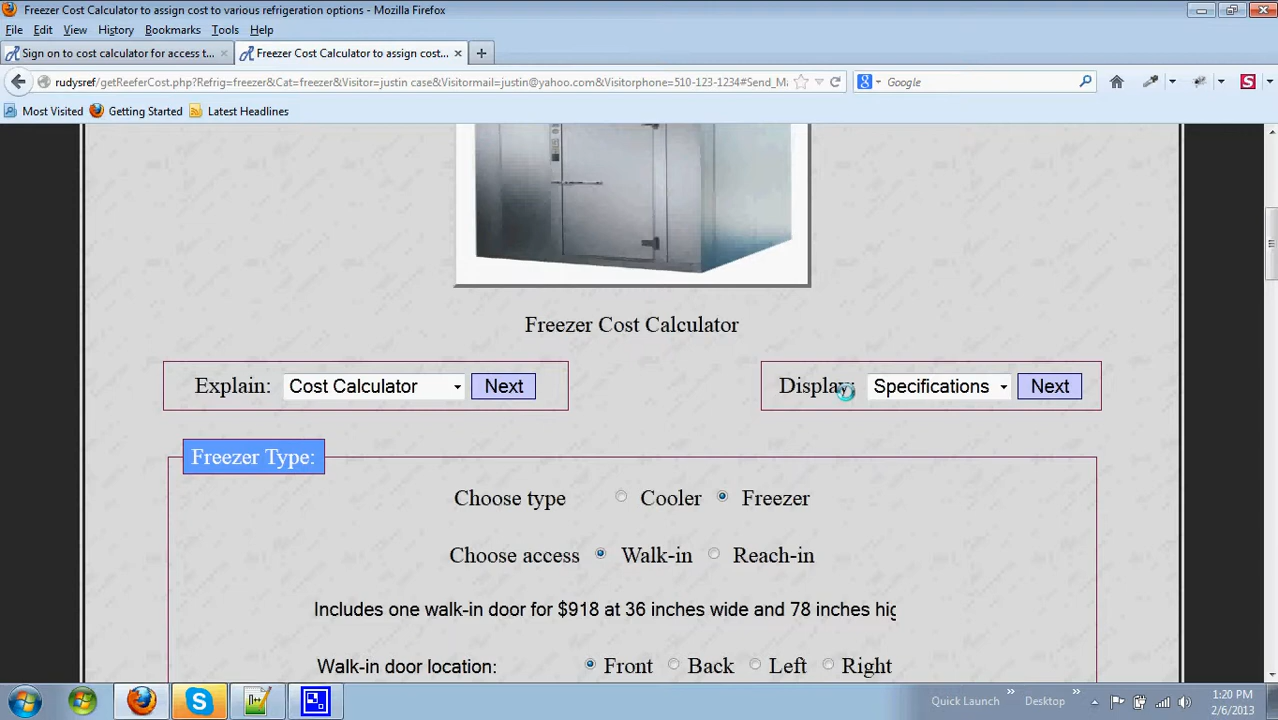 Freezer Cost Calculator to assign cost to various refrigeration options - Mozilla Firefox
File Edit View History Bookmarks Tools Help
Sign on to cost calculator for access t... × Freezer Cost Calculator to assign cost... × +
rudysref/getReeferCost.php?Refrig=freezer&Cat=freezer&Visitor=justin case&Visitormail=justin@yahoo.com&Visitorphone=510-123-1234#Send_M Google
Most Visited Getting Started Latest Headlines
Freezer Cost Calculator
Explain: Cost Calculator Next Display: Specifications Next
Freezer Type:
Choose type Cooler Freezer
Choose access Walk-in Reach-in
Includes one walk-in door for $918 at 36 inches wide and 78 inches hig
Walk-in door location: Front Back Left Right
Quick Launch » Desktop » 1:20 PM
2/6/2013